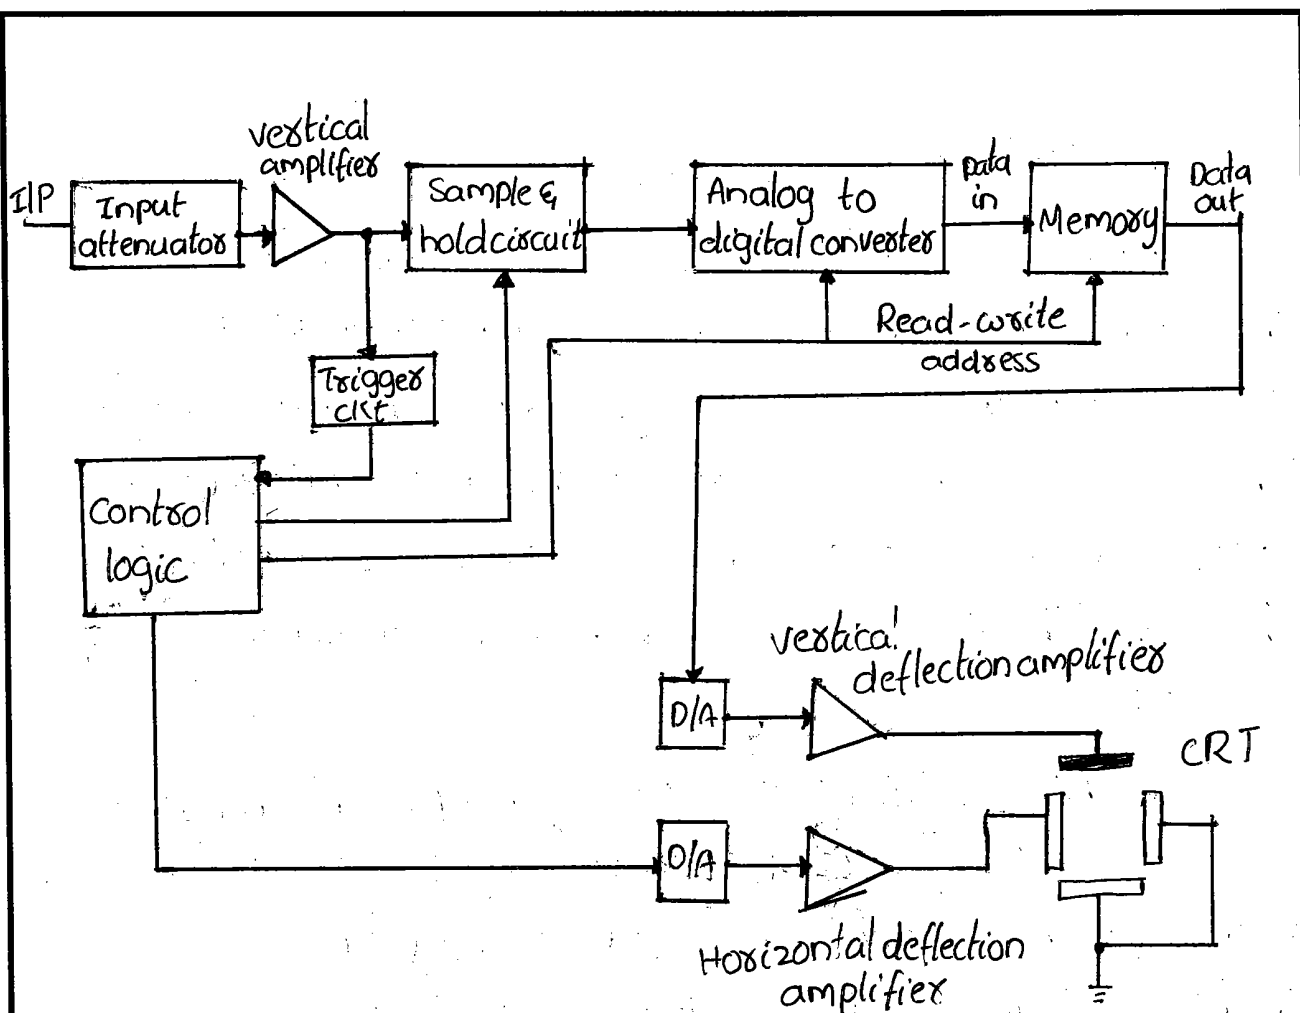 vertical
amplifier
I/P
Input
attenuator
Sample &
hold circuit
Analog to
digital converter
Data
in
Memory
Data
out
Read-write
address
Trigger
ckt
Control
logic
vertical
deflection amplifier
D/A
CRT
D/A
Horizontal deflection
amplifier